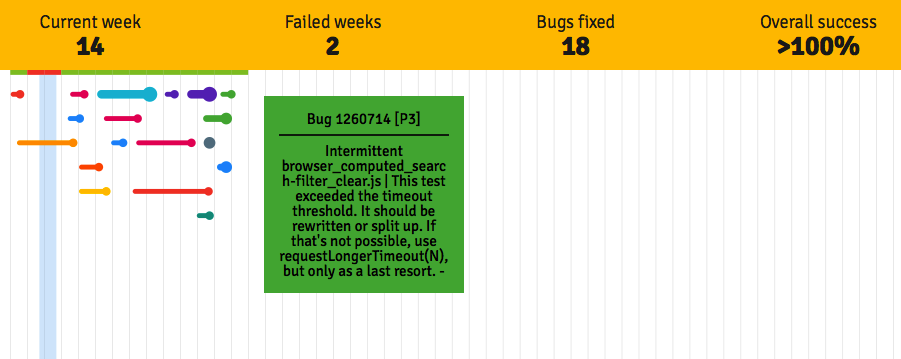 Current week
Failed weeks
Bugs fixed
Overall success
14
2
18
>100%
Bug 1260714 [P3]
Intermittent
browser_computed_searc
h-filter_clear.js | This test
exceeded the timeout
threshold. It should be
rewritten or split up. If
that's not possible, use
requestLongerTimeout(N),
but only as a last resort. -